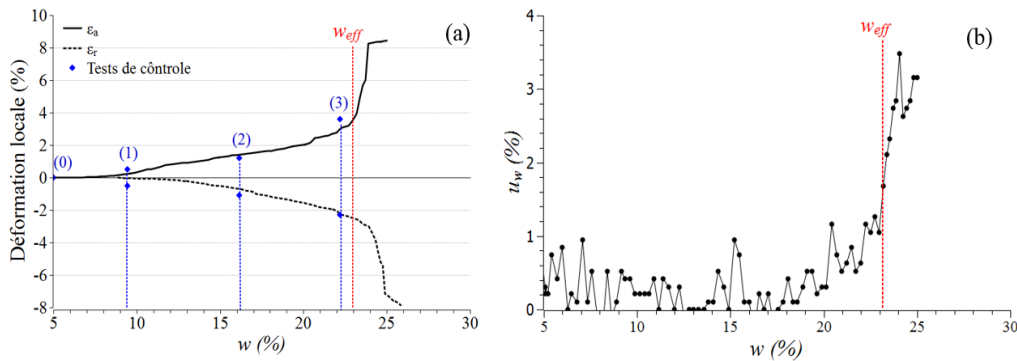 10
8
6
4
2
0
-2
-4
-6
-8
Déformation locale (%)
εa
εr
Tests de côntrole
weff
(a)
(0)
(1)
(2)
(3)
5
10
15
20
25
30
w (%)
4
3
2
1
0
uw (%)
weff
(b)
5
10
15
20
25
30
w (%)